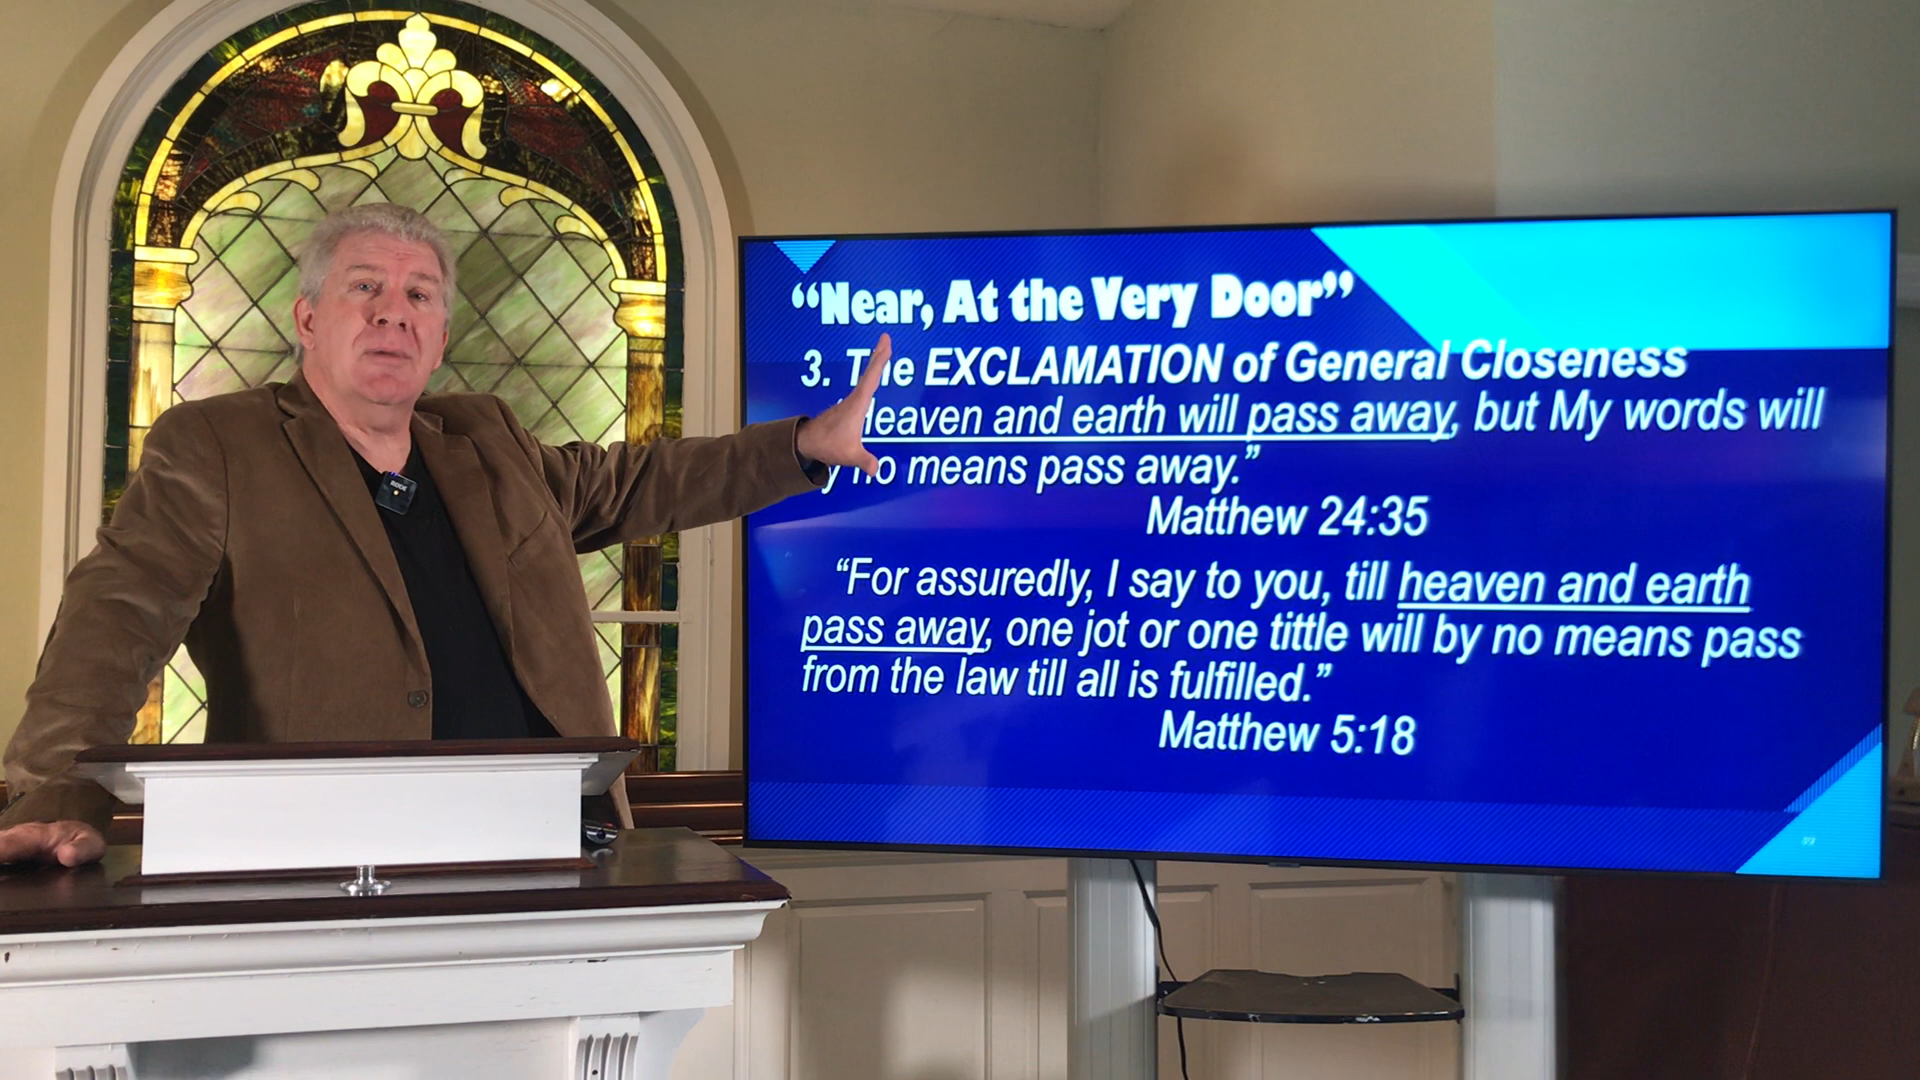 “Near, At the Very Door”
3. The EXCLAMATION of General Closeness
Heaven and earth will pass away, but My words will
no means pass away.”
Matthew 24:35
“For assuredly, I say to you, till heaven and earth
pass away, one jot or one tittle will by no means pass
from the law till all is fulfilled.”
Matthew 5:18
RODE